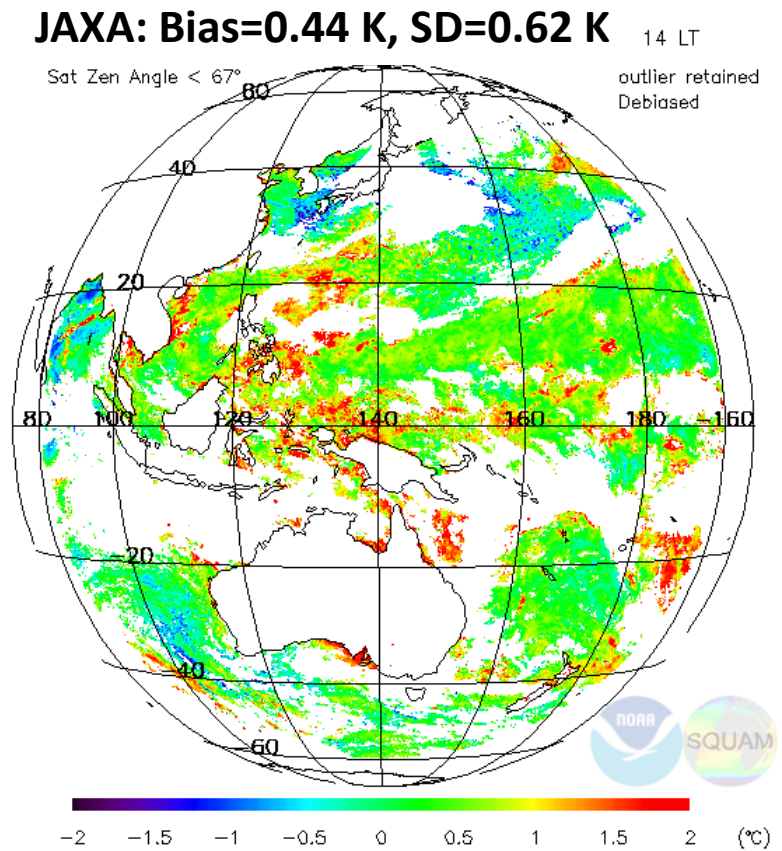 JAXA: Bias=0.44 K, SD=0.62 K
14 LT
Sat Zen Angle < 67°
outlier retained
Debiased
60
40
20
80 100 120 140 160 180 -160
-20
-40
-60
NOAA
SQUAM
-2 -1.5 -1 -0.5 0 0.5 1 1.5 2 (°C)